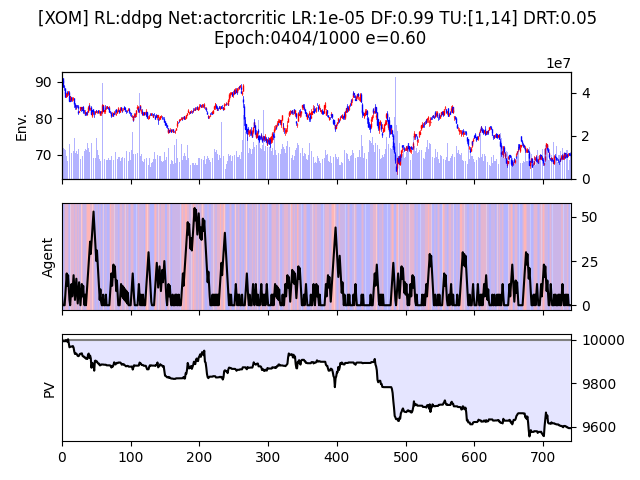 [XOM] RL:ddpg Net:actorcritic LR:1e-05 DF:0.99 TU:[1,14] DRT:0.05
Epoch:0404/1000 e=0.60
1e7
90
80
70
Env.
4
2
0
Agent
50
25
0
PV
10000
9800
9600
0 100 200 300 400 500 600 700